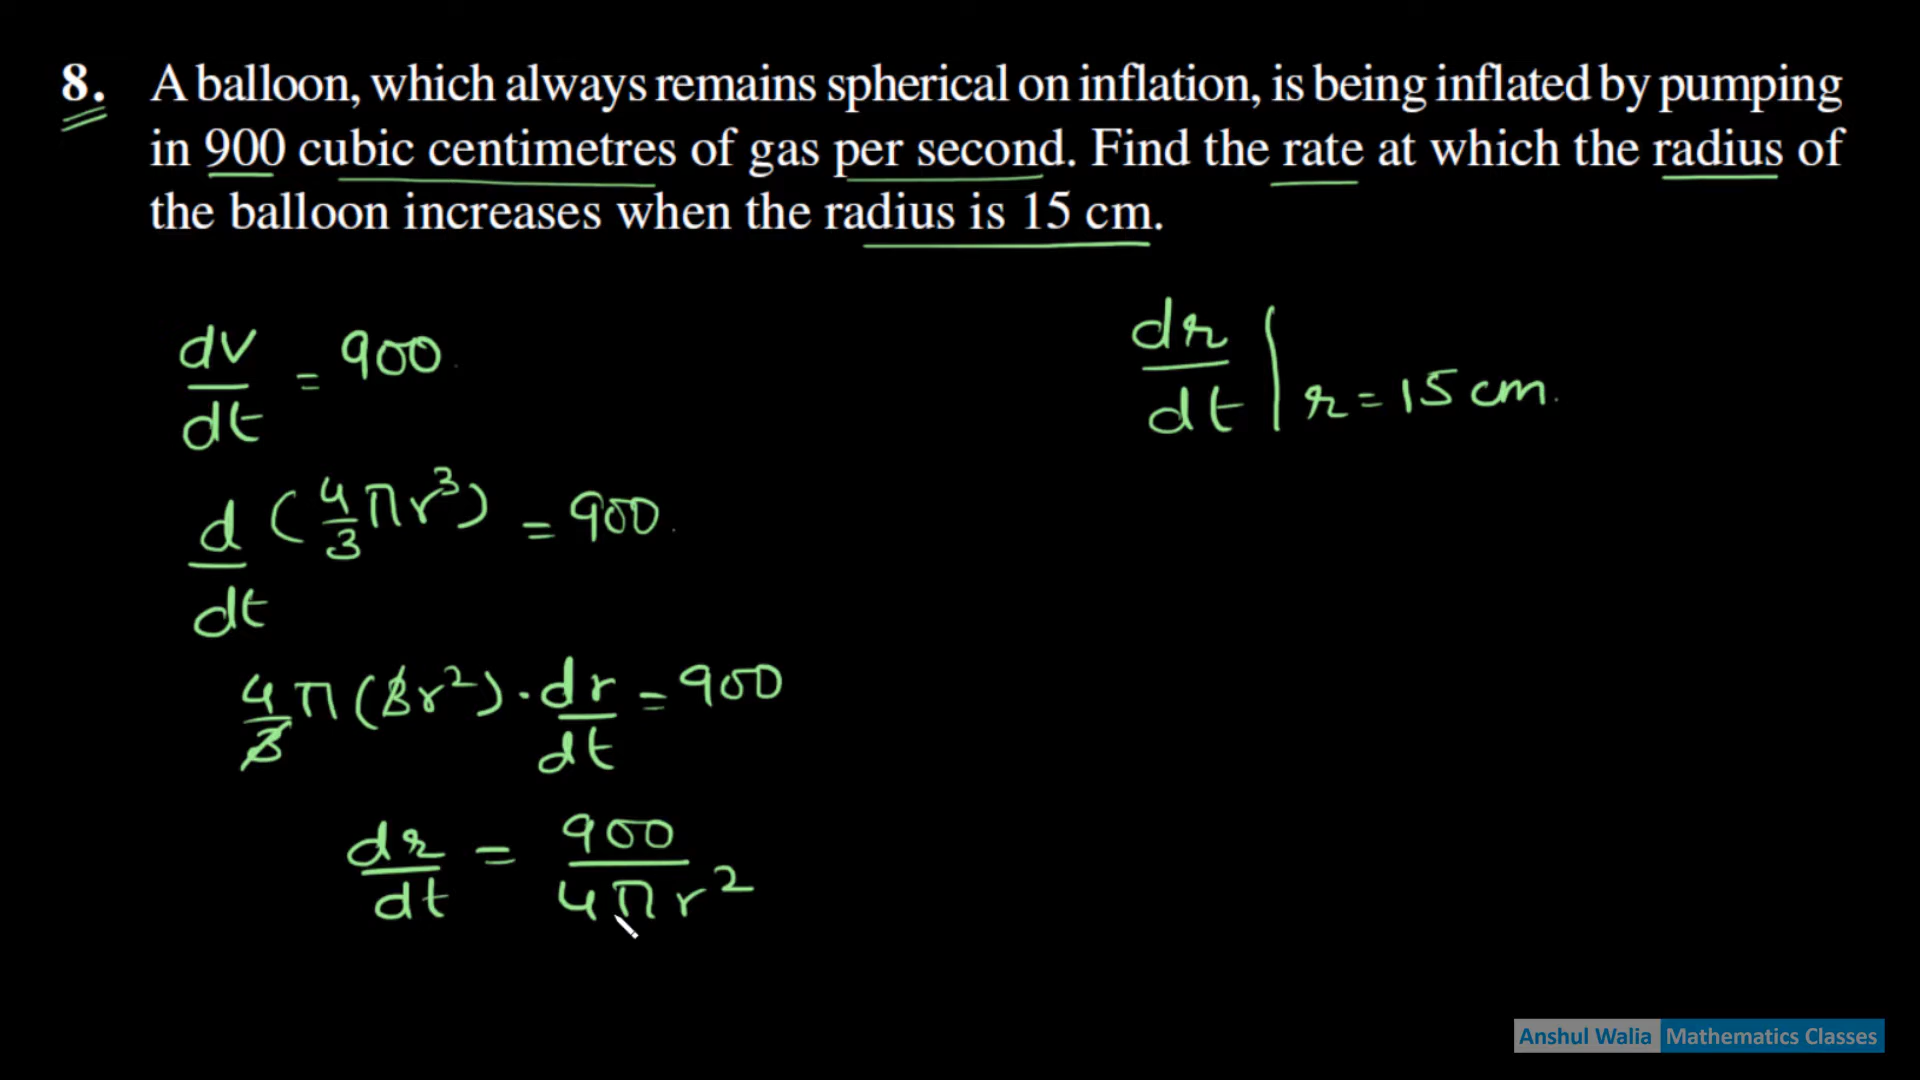 8. A balloon, which always remains spherical on inflation, is being inflated by pumping
in 900 cubic centimetres of gas per second. Find the rate at which the radius of
the balloon increases when the radius is 15 cm.
dv/dt = 900
dr/dt | r = 15 cm.
d/dt (4/3 πr³) = 900
4/3 π (3r²) · dr/dt = 900
dr/dt = 900 / 4πr²
Anshul Walia Mathematics Classes